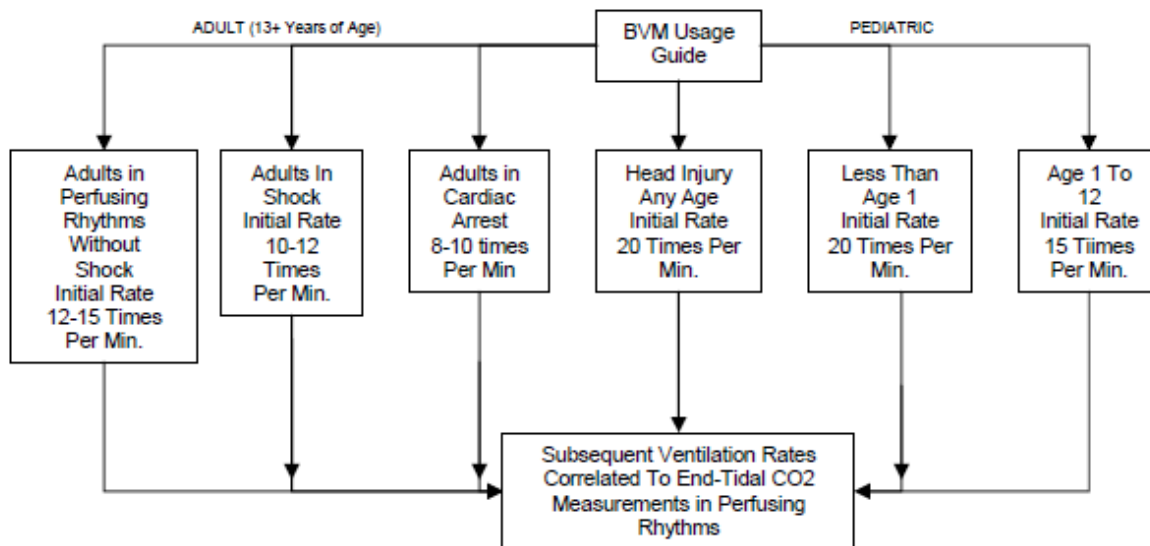 ADULT (13+ Years of Age)
BVM Usage
Guide
PEDIATRIC
Adults in
Perfusing
Rhythms
Without
Shock
Initial Rate
12-15 Times
Per Min.
Adults In
Shock
Initial Rate
10-12
Times
Per Min.
Adults in
Cardiac
Arrest
8-10 times
Per Min
Head Injury
Any Age
Initial Rate
20 Times Per
Min.
Less Than
Age 1
Initial Rate
20 Times Per
Min.
Age 1 To
12
Initial Rate
15 Tiimes
Per Min.
Subsequent Ventilation Rates
Correlated To End-Tidal CO2
Measurements in Perfusing
Rhythms